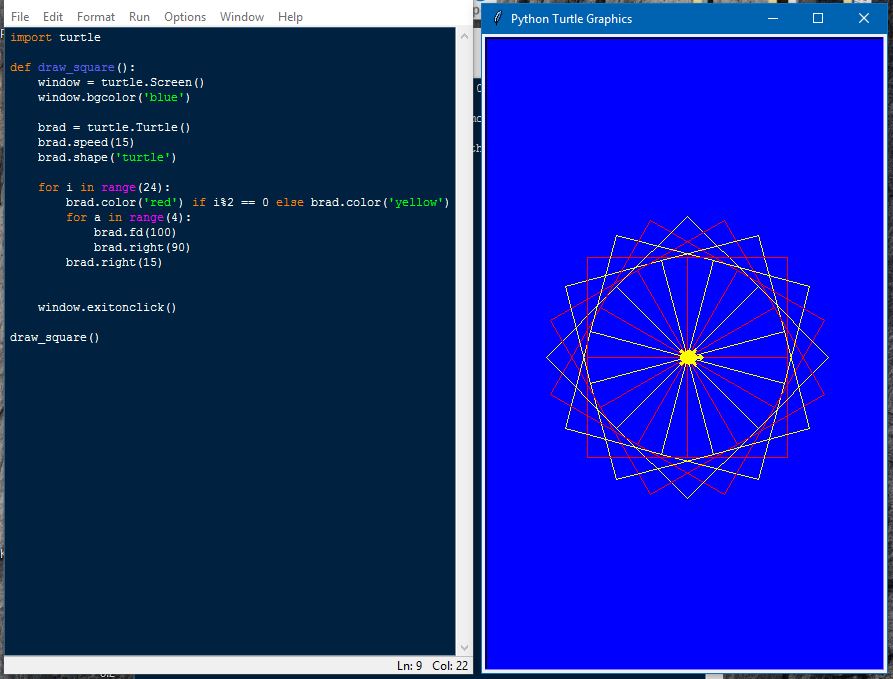 File Edit Format Run Options Window Help
import turtle

def draw_square():
    window = turtle.Screen()
    window.bgcolor('blue')

    brad = turtle.Turtle()
    brad.speed(15)
    brad.shape('turtle')

    for i in range(24):
        brad.color('red') if i%2 == 0 else brad.color('yellow')
        for a in range(4):
            brad.fd(100)
            brad.right(90)
        brad.right(15)


    window.exitonclick()

draw_square()
Ln: 9 Col: 22
Python Turtle Graphics